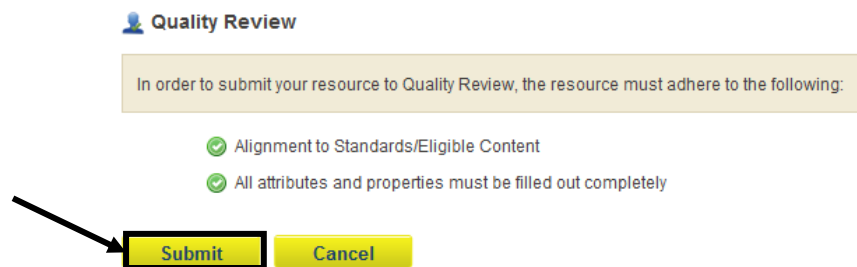 Quality Review
In order to submit your resource to Quality Review, the resource must adhere to the following:
Alignment to Standards/Eligible Content
All attributes and properties must be filled out completely
Submit Cancel